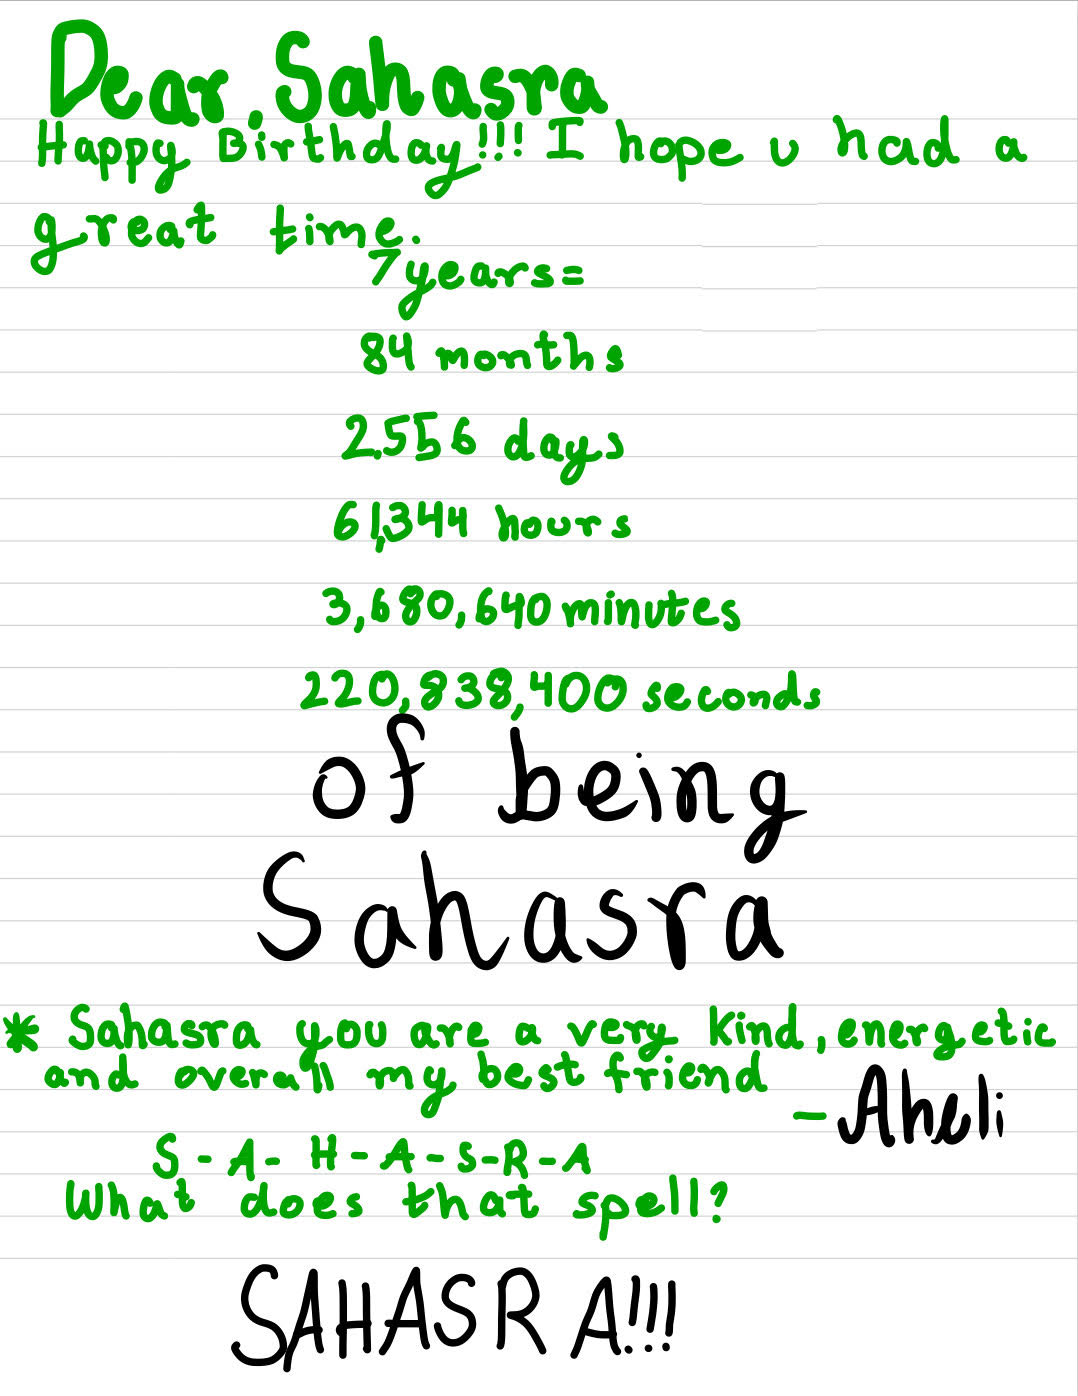 Dear, Sahasra
Happy Birthday!!! I hope u had a
great time.
7 years=
84 months
2.556 days
61,344 hours
3,680,640 minutes
220,838,400 seconds
of being
Sahasra
* Sahasra you are a very kind, energetic
and overall my best friend
- Aheli
S-A-H-A-S-R-A
What does that spell?
SAHASRA!!!